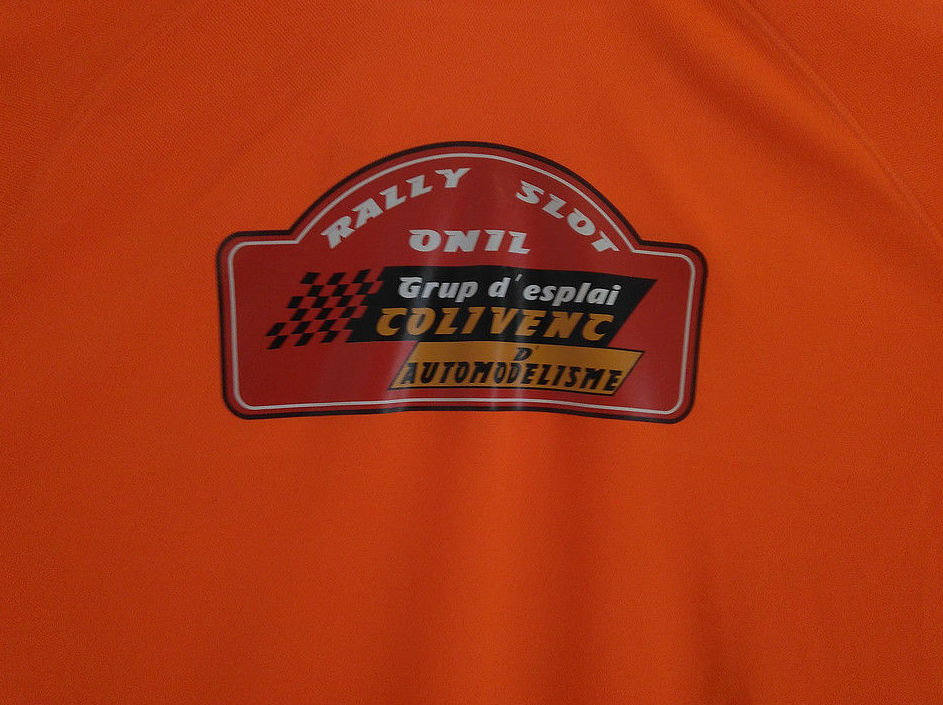 RALLY SLOT
ONIL
Grup d'esplai
COLIVENC
D'
AUTOMODELISME